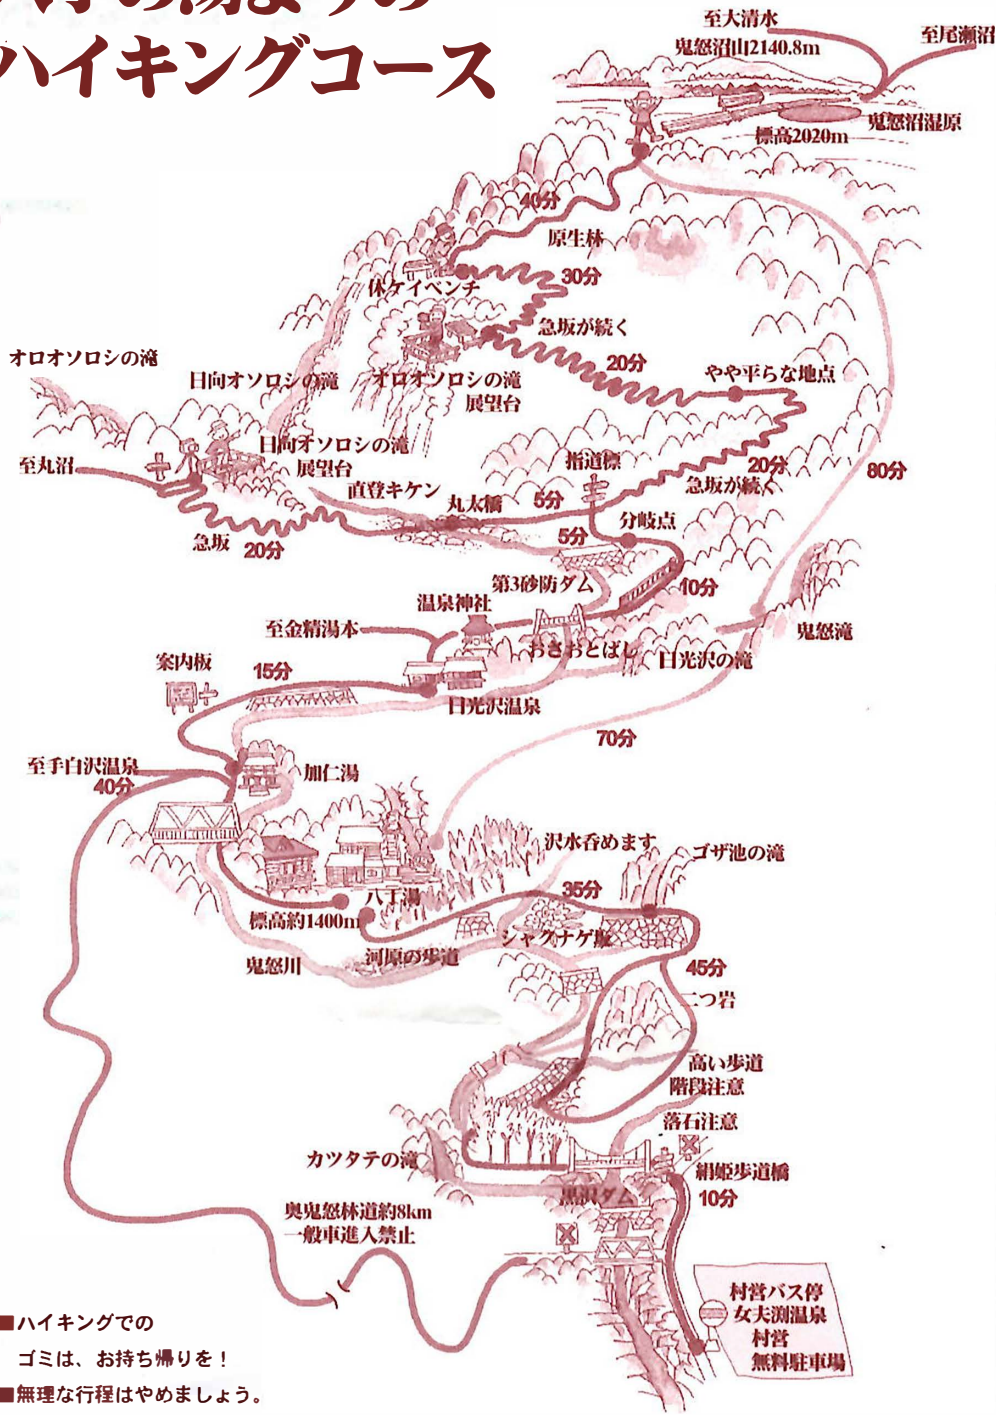 の湯よりの
ハイキングコース
至大清水
至尾瀬沼
鬼怒沼山2140.8m
鬼怒沼湿原
標高2020m
40分
原生林
30分
休ケイベンチ
急坂が続く
20分
オロオソロシの滝
日向オソロシの滝
オロオソロシの滝
展望台
やや平らな地点
日向オソロシの滝
展望台
至丸沼
指道標
20分
急坂が続く
80分
直登キケン
丸太橋
5分
分岐点
急坂
20分
5分
第3砂防ダム
10分
温泉神社
至金精湯本
おさおとばし
鬼怒滝
日光沢の滝
案内板
15分
日光沢温泉
70分
至手白沢温泉
40分
加仁湯
沢水呑めます
ゴザ池の滝
35分
八丁湯
標高約1400m
シャクナゲ坂
河原の歩道
鬼怒川
45分
二つ岩
高い歩道
階段注意
落石注意
カツタテの滝
絹姫歩道橋
10分
黒沢ダム
奥鬼怒林道約8km
一般車進入禁止
村営バス停
女夫渕温泉
村営
無料駐車場
■ハイキングでの
ゴミは、お持ち帰りを！
■無理な行程はやめましょう。